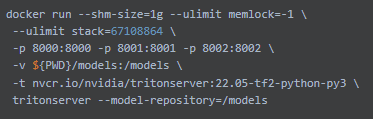 docker run --shm-size=1g --ulimit memlock=-1 \
--ulimit stack=67108864 \
-p 8000:8000 -p 8001:8001 -p 8002:8002 \
-v ${PWD}/models:/models \
-t nvcr.io/nvidia/tritonserver:22.05-tf2-python-py3 \
tritonserver --model-repository=/models